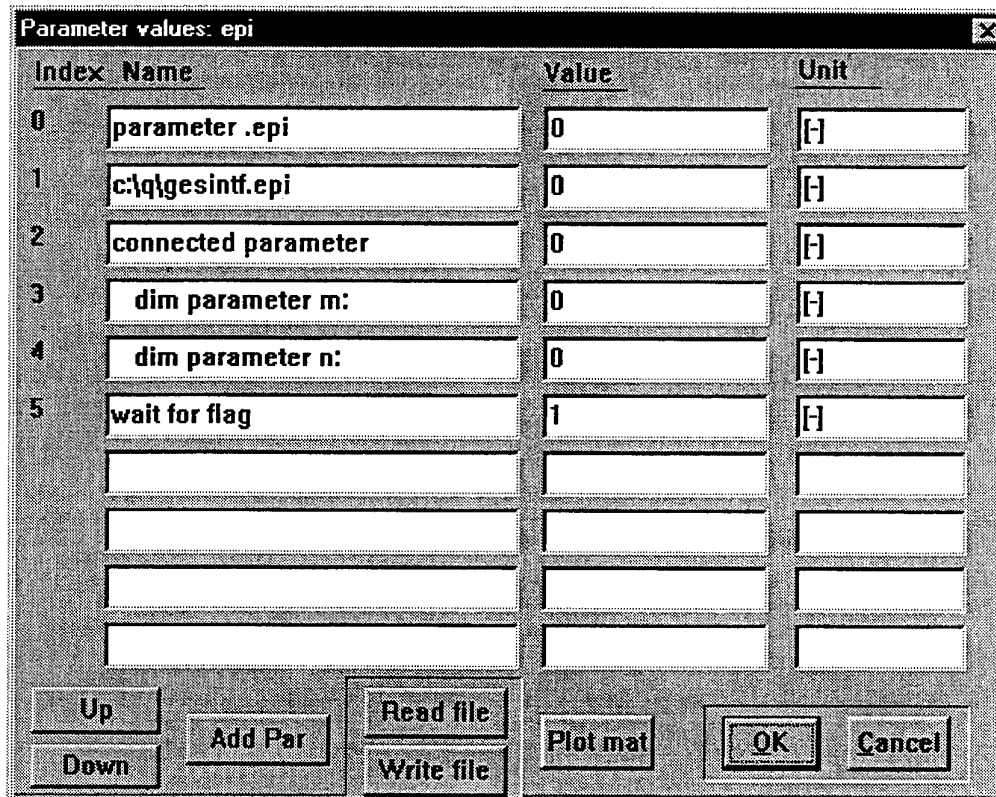 Parameter values: epi
Index Name Value Unit
0 parameter .epi 0 [-]
1 c:\q\gesintf.epi 0 [-]
2 connected parameter 0 [-]
3 dim parameter m: 0 [-]
4 dim parameter n: 0 [-]
5 wait for flag 1 [-]
Up Add Par Read file Plot mat OK Cancel
Down Write file